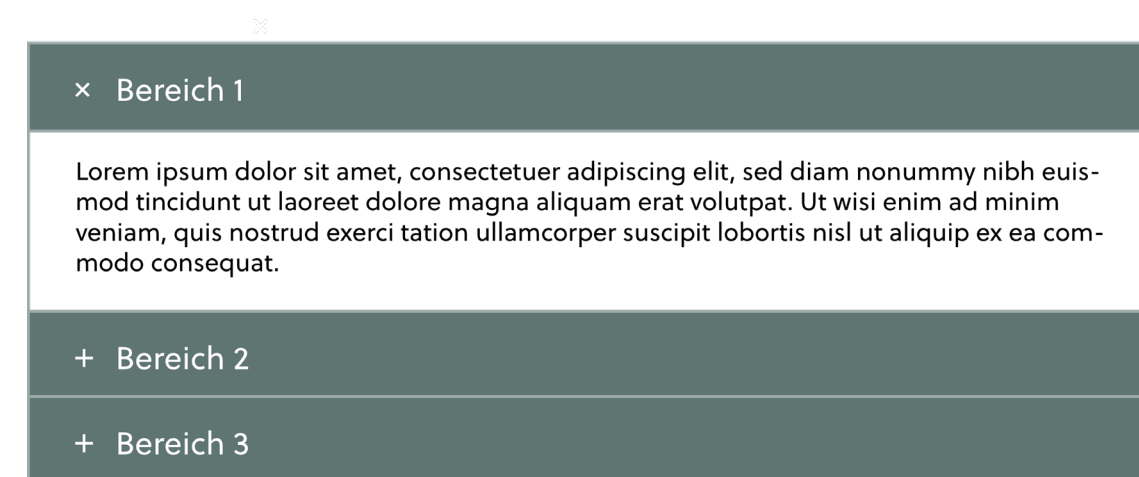 × Bereich 1
Lorem ipsum dolor sit amet, consectetuer adipiscing elit, sed diam nonummy nibh euis-
mod tincidunt ut laoreet dolore magna aliquam erat volutpat. Ut wisi enim ad minim
veniam, quis nostrud exerci tation ullamcorper suscipit lobortis nisl ut aliquip ex ea com-
modo consequat.
+ Bereich 2
+ Bereich 3